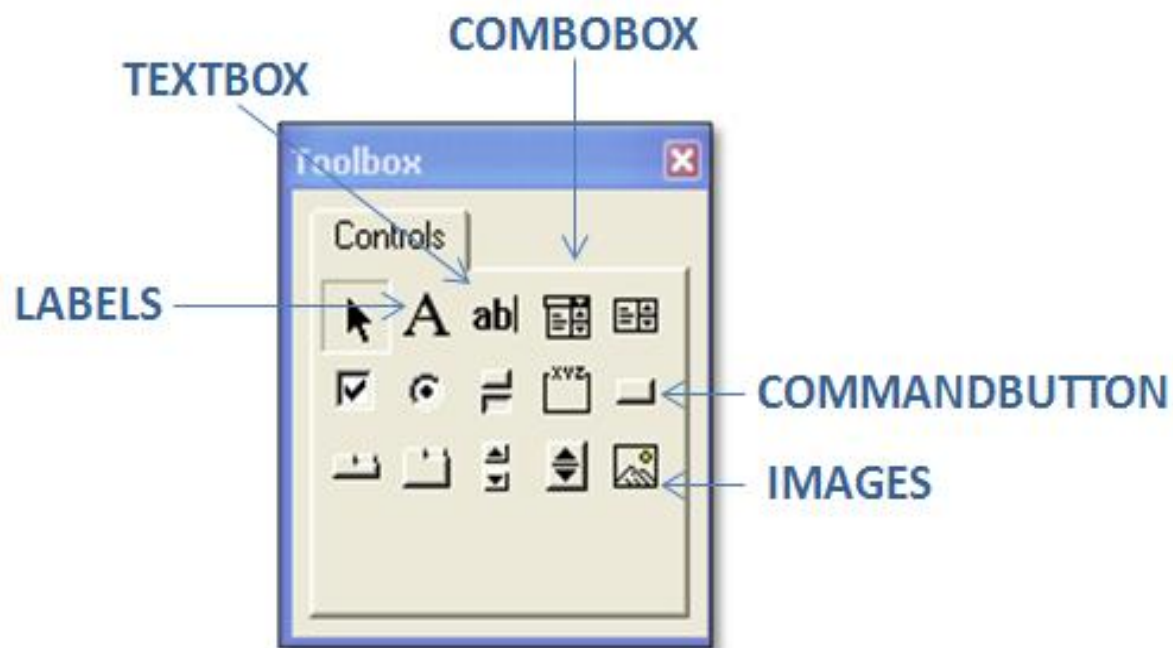 COMBOBOX
TEXTBOX
Toolbox
Controls
LABELS
A
ab
XYZ
COMMANDBUTTON
IMAGES